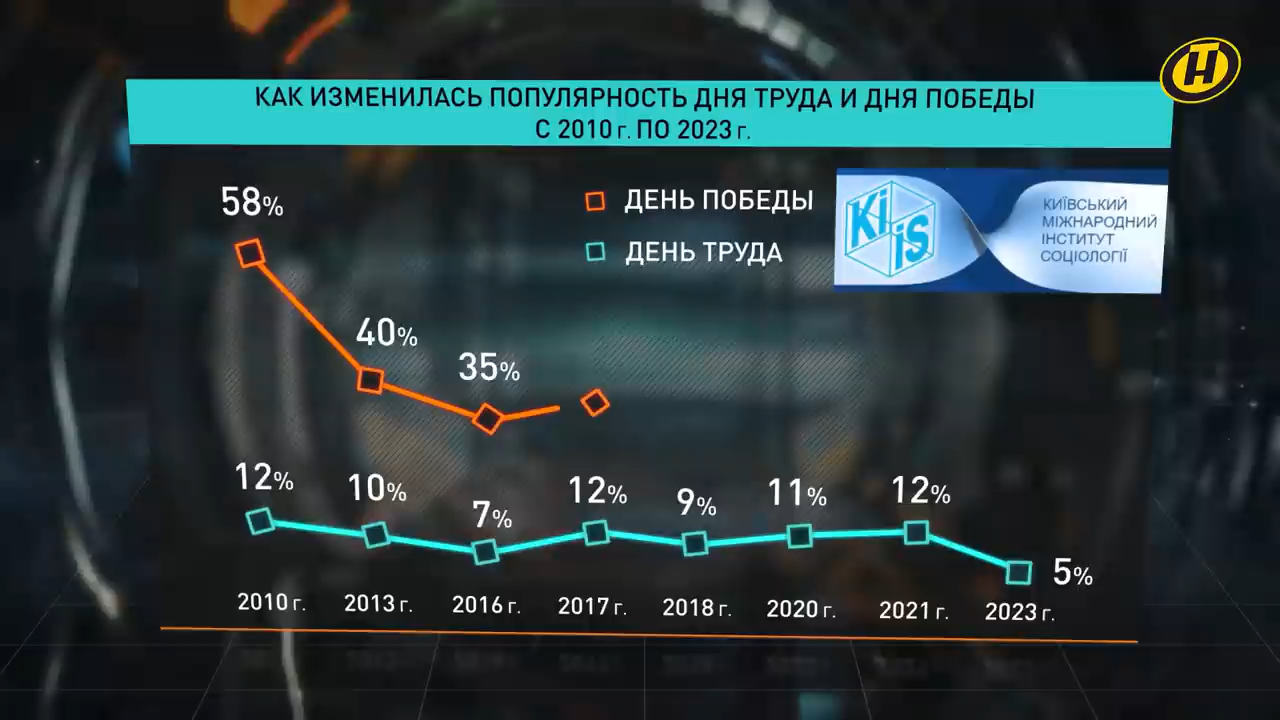 КАК ИЗМЕНИЛАСЬ ПОПУЛЯРНОСТЬ ДНЯ ТРУДА И ДНЯ ПОБЕДЫ
С 2010 г. ПО 2023 г.
Н
58%
ДЕНЬ ПОБЕДЫ
ДЕНЬ ТРУДА
KiiS
КИЇВСЬКИЙ
МІЖНАРОДНИЙ
ІНСТИТУТ
СОЦІОЛОГІЇ
40%
35%
12%
10%
7%
12%
9%
11%
12%
5%
2010 г.
2013 г.
2016 г.
2017 г.
2018 г.
2020 г.
2021 г.
2023 г.